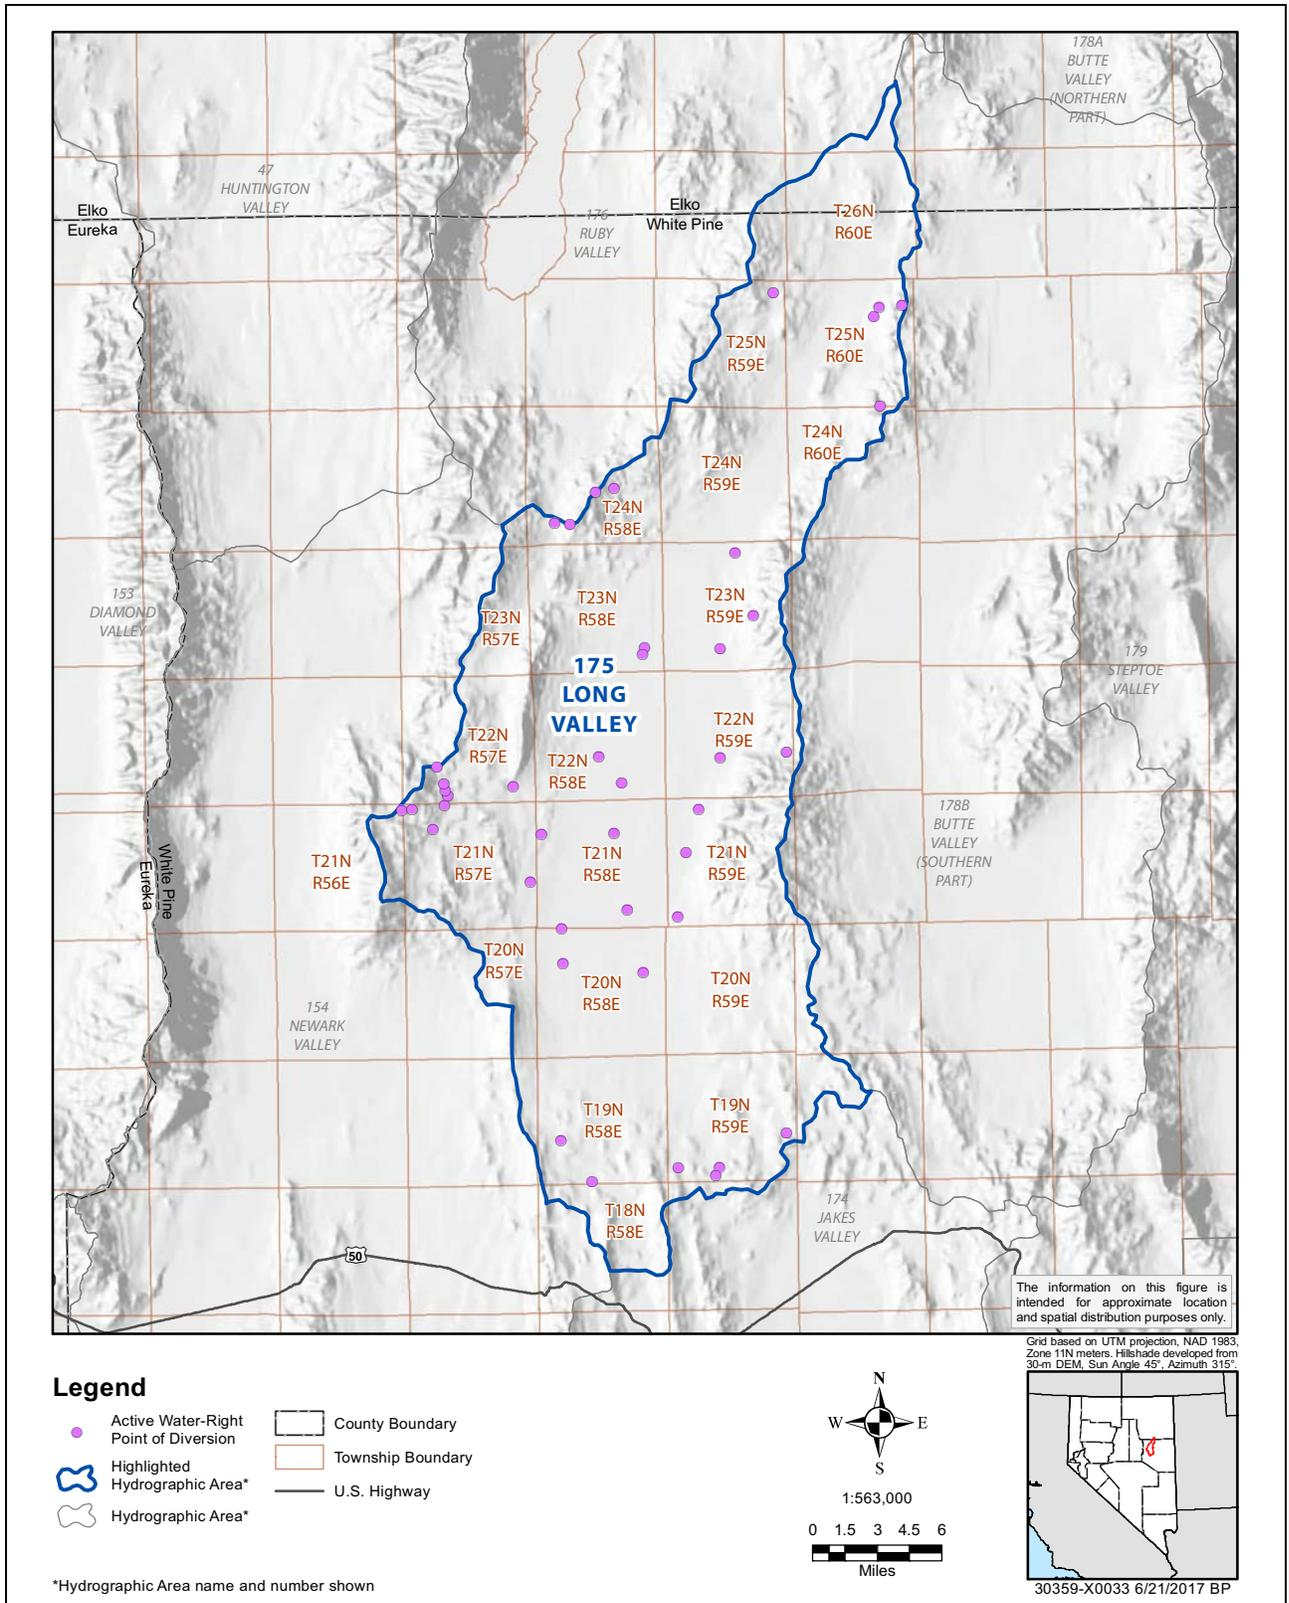 178A
BUTTE
VALLEY
(NORTHERN
PART)
47
HUNTINGTON
VALLEY
Elko
Eureka
176
RUBY
VALLEY
Elko
White Pine
T26N
R60E
T25N
R59E
T25N
R60E
T24N
R60E
T24N
R59E
T24N
R58E
153
DIAMOND
VALLEY
T23N
R57E
T23N
R58E
T23N
R59E
179
STEPTOE
VALLEY
175
LONG
VALLEY
T22N
R57E
T22N
R58E
T22N
R59E
178B
BUTTE
VALLEY
(SOUTHERN
PART)
White Pine
Eureka
T21N
R56E
T21N
R57E
T21N
R58E
T21N
R59E
T20N
R57E
T20N
R58E
T20N
R59E
154
NEWARK
VALLEY
T19N
R58E
T19N
R59E
T18N
R58E
174
JAKES
VALLEY
50
The information on this figure is
intended for approximate location
and spatial distribution purposes only.
Grid based on UTM projection, NAD 1983,
Zone 11N meters. Hillshade developed from
30-m DEM, Sun Angle 45°, Azimuth 315°.
Legend
Active Water-Right
Point of Diversion
Highlighted
Hydrographic Area*
Hydrographic Area*
County Boundary
Township Boundary
U.S. Highway
N
W E
S
1:563,000
0 1.5 3 4.5 6
Miles
*Hydrographic Area name and number shown
30359-X0033 6/21/2017 BP